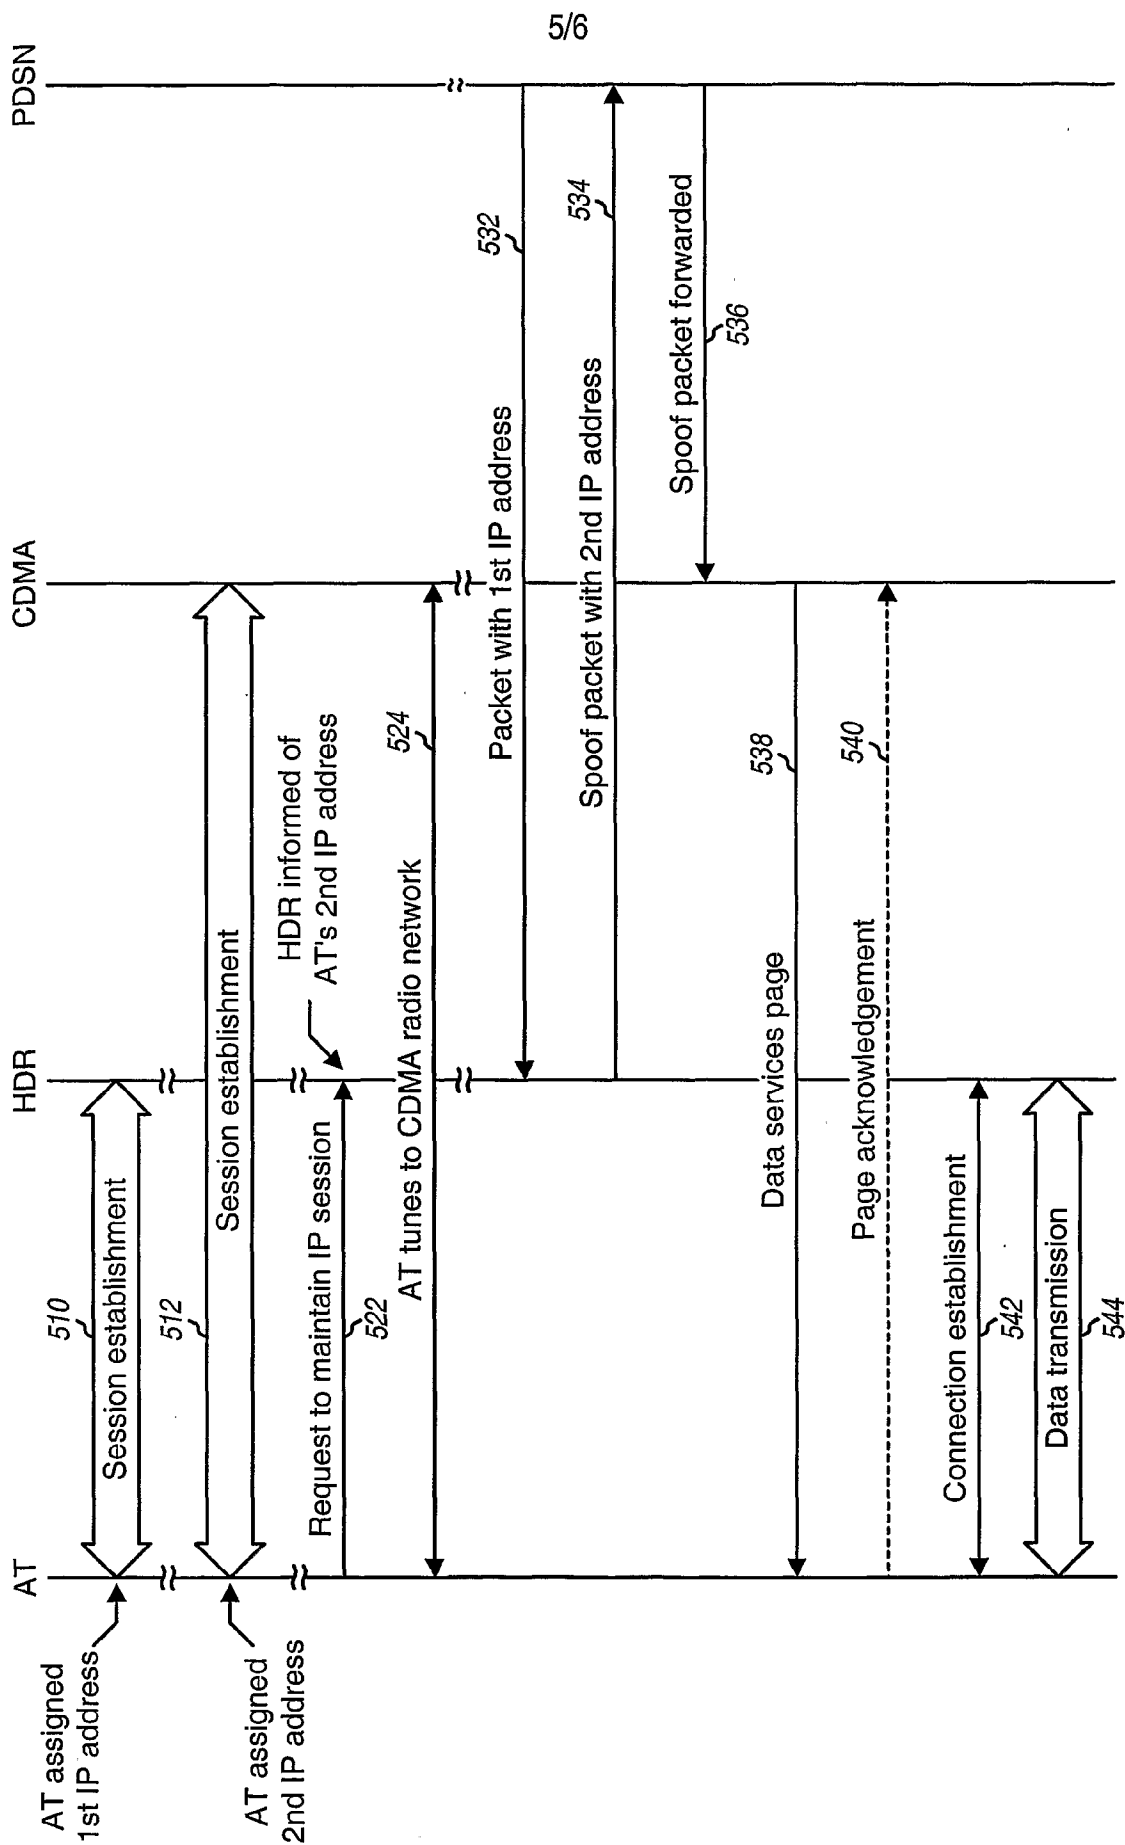 5/6
AT
HDR
CDMA
PDSN
AT assigned
1st IP address
510
Session establishment
AT assigned
2nd IP address
512
Session establishment
HDR informed of
AT's 2nd IP address
Request to maintain IP session
522
AT tunes to CDMA radio network
524
Packet with 1st IP address
532
Spoof packet with 2nd IP address
534
Spoof packet forwarded
536
Data services page
538
Page acknowledgement
540
Connection establishment
542
Data transmission
544